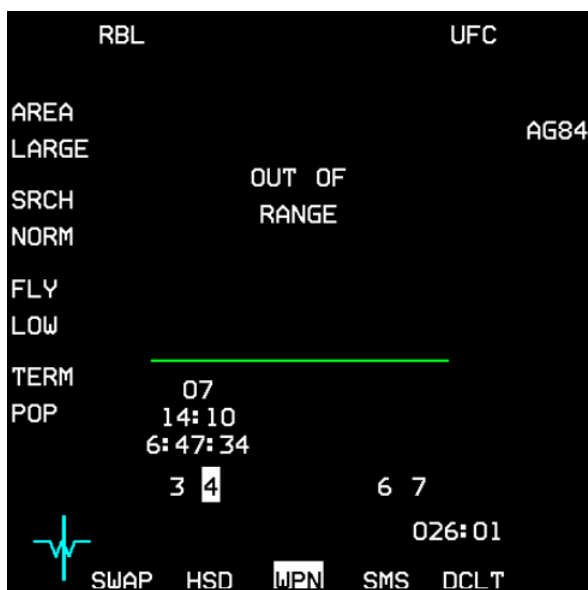 RBL UFC
AREA
LARGE
AG84
OUT OF
RANGE
SRCH
NORM
FLY
LOW
TERM
POP
07
14:10
6:47:34
3 4 6 7
026:01
SWAP HSD WPN SMS DCLT